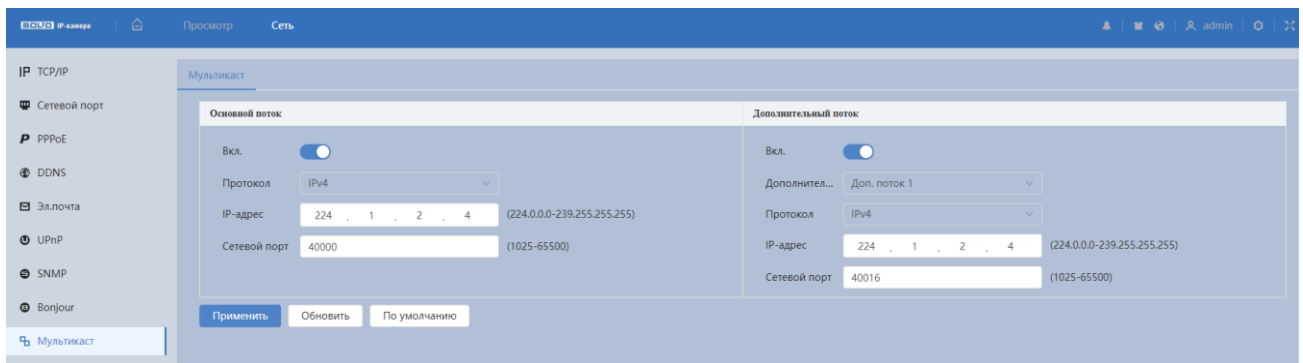 BOLID IP-камера Просмотр Сеть admin
IP TCP/IP
Сетевой порт
P PPPoE
DDNS
Эл.почта
UPnP
SNMP
Bonjour
Мультикаст
Мультикаст
Основной поток
Вкл.
Протокол IPv4
IP-адрес 224 . 1 . 2 . 4 (224.0.0.0-239.255.255.255)
Сетевой порт 40000 (1025-65500)
Дополнительный поток
Вкл.
Дополнител... Доп. поток 1
Протокол IPv4
IP-адрес 224 . 1 . 2 . 4 (224.0.0.0-239.255.255.255)
Сетевой порт 40016 (1025-65500)
Применить Обновить По умолчанию